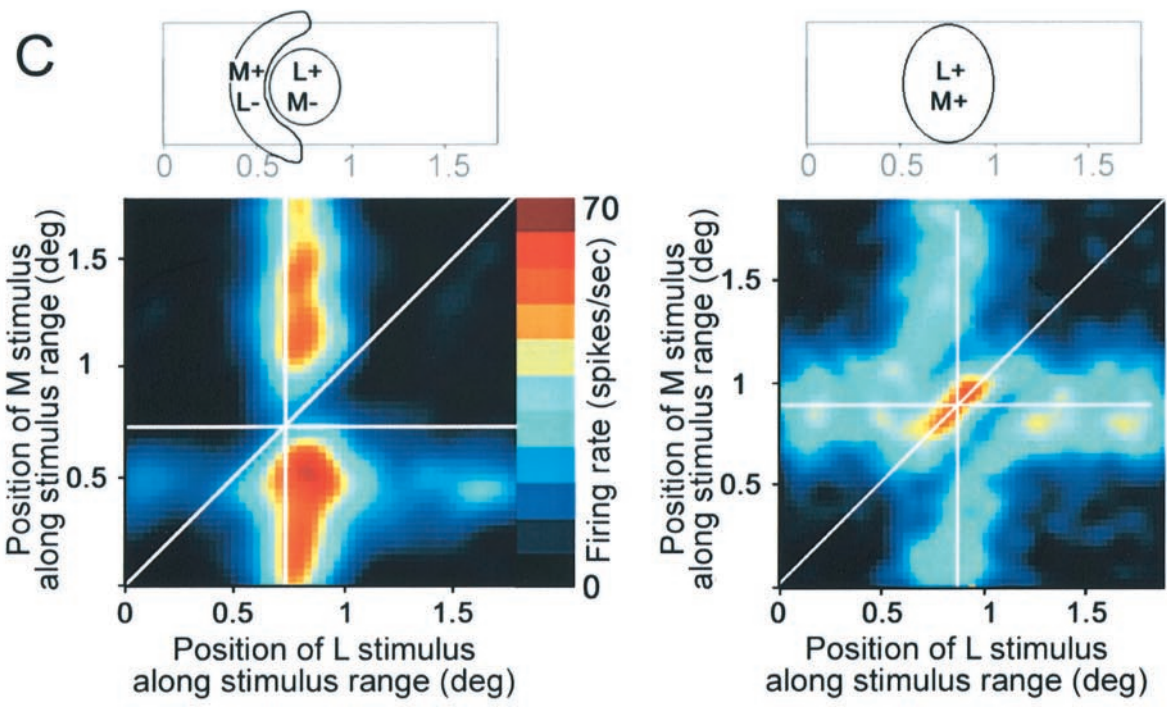 C
M+ L+
L- M-
0 0.5 1 1.5
L+
M+
0 0.5 1 1.5
Position of M stimulus
along stimulus range (deg)
1.5
1
0.5
0 0.5 1 1.5
Position of L stimulus
along stimulus range (deg)
70
Firing rate (spikes/sec)
0
Position of M stimulus
along stimulus range (deg)
1.5
1
0.5
0 0.5 1 1.5
Position of L stimulus
along stimulus range (deg)